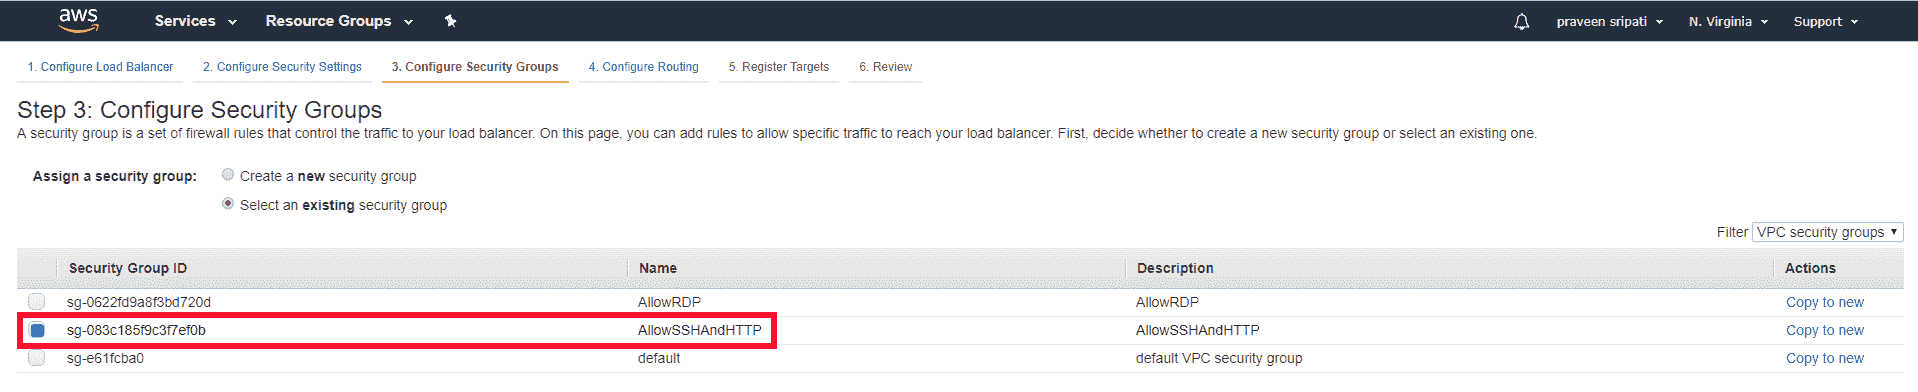 aws Services Resource Groups praveen sripati N. Virginia Support
1. Configure Load Balancer 2. Configure Security Settings 3. Configure Security Groups 4. Configure Routing 5. Register Targets 6. Review
Step 3: Configure Security Groups
A security group is a set of firewall rules that control the traffic to your load balancer. On this page, you can add rules to allow specific traffic to reach your load balancer. First, decide whether to create a new security group or select an existing one.
Assign a security group: Create a new security group
Select an existing security group
Filter VPC security groups
Security Group ID Name Description Actions
sg-0622fd9a8f3bd720d AllowRDP AllowRDP Copy to new
sg-083c185f9c3f7ef0b AllowSSHAndHTTP AllowSSHAndHTTP Copy to new
sg-e61fcba0 default default VPC security group Copy to new